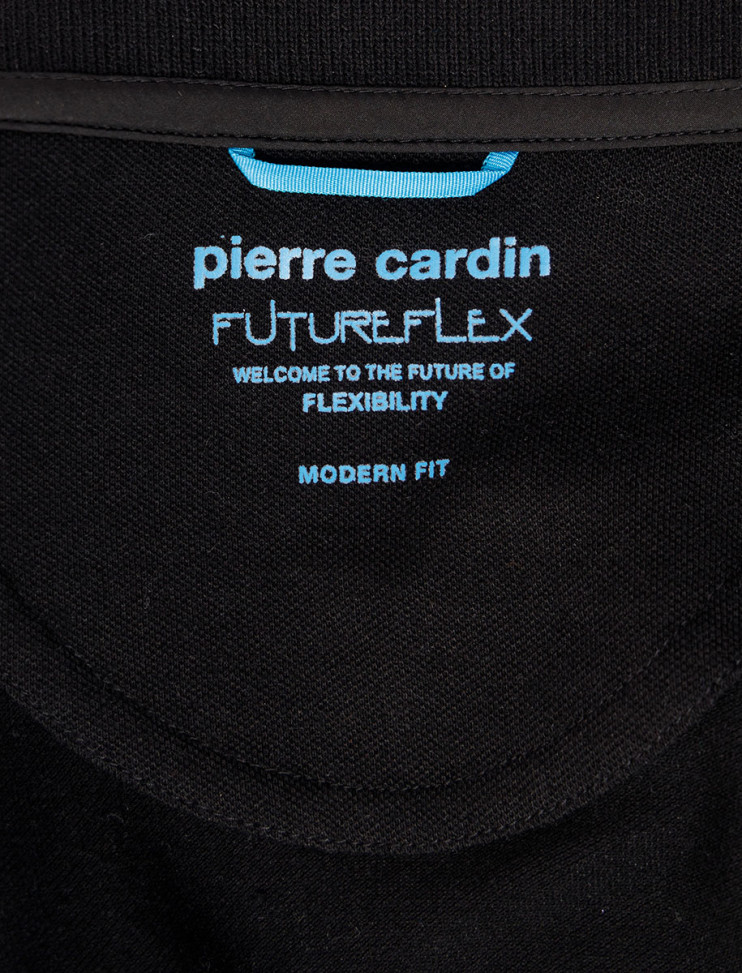 pierre cardin
FUTUREFLEX
WELCOME TO THE FUTURE OF
FLEXIBILITY
MODERN FIT